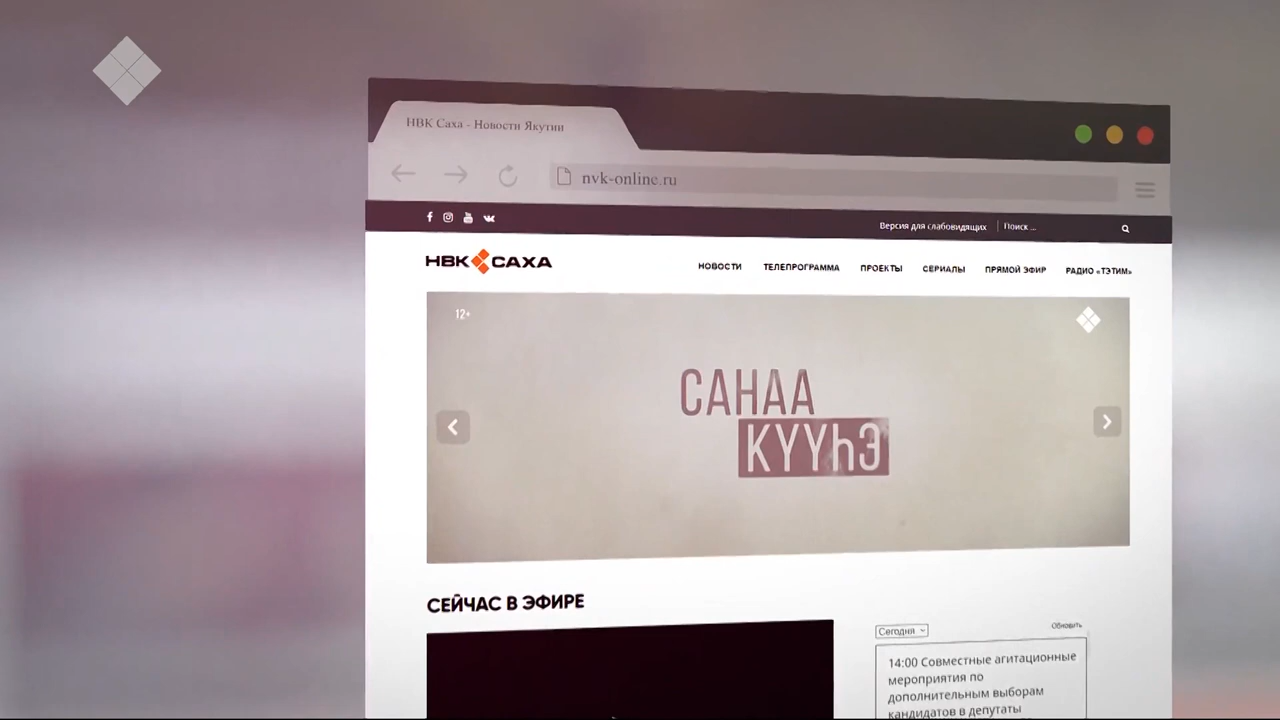 НВК Саха - Новости Якутии
nvk-online.ru
Версия для слабовидящих
Поиск ...
НВК САХА
НОВОСТИ ТЕЛЕПРОГРАММА ПРОЕКТЫ СЕРИАЛЫ ПРЯМОЙ ЭФИР РАДИО «ТЭТИМ»
12+
САНАА
КYYhЭ
СЕЙЧАС В ЭФИРЕ
Сегодня
Обновить
14:00 Совместные агитационные
мероприятия по
дополнительным выборам
кандидатов в депутаты